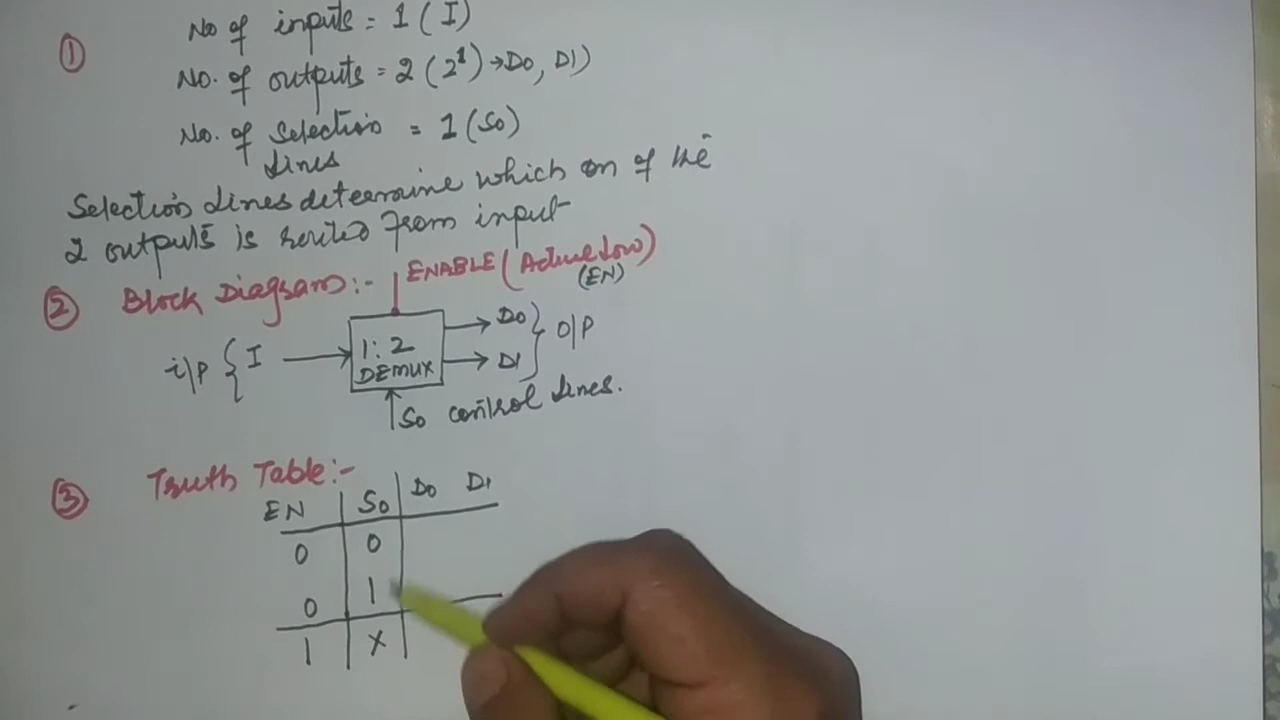 No of inputs = 1 (I)
①
No. of outputs = 2 (2¹) → D0, D1)
No. of Selection = 1 (S0)
Lines
Selection Lines determine which on of the
2 outputs is routed from input
② Block Diagram:- ENABLE (Active Low)
(EN)
i/p { I 1:2 DEMUX D0 D1 } O/P
S0 control lines.
③ Truth Table:-
EN S0 D0 D1
0 0
0 1
1 X